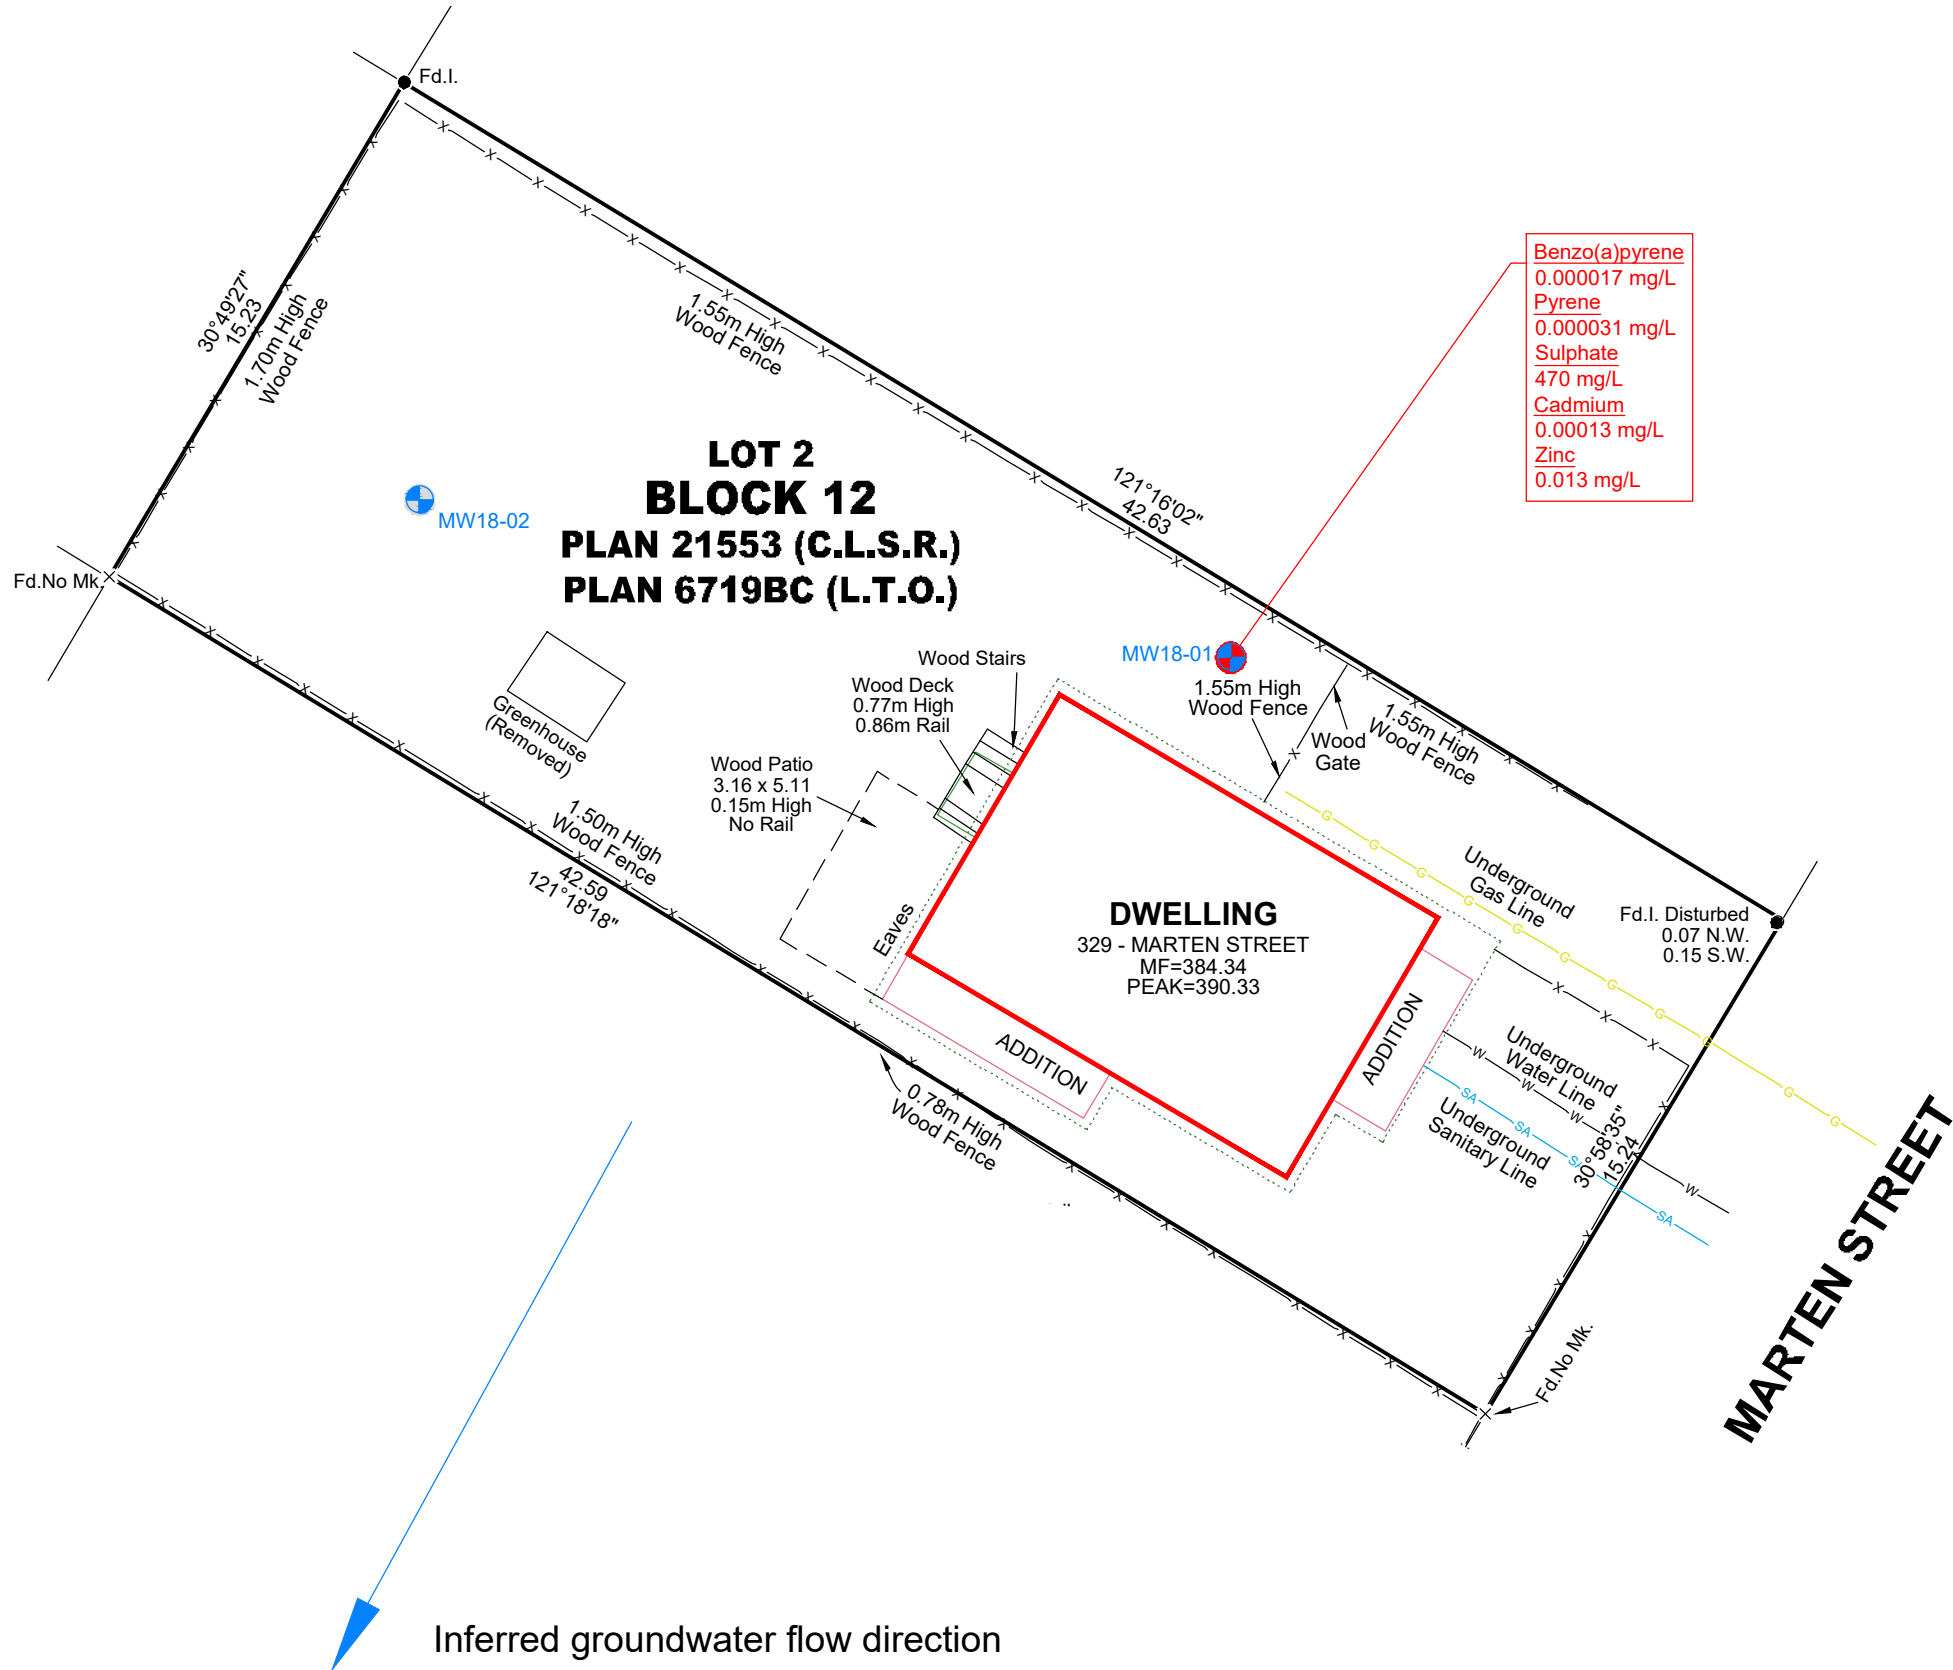 Fd.I.
30°49'27"
15.23
1.70m High
Wood Fence
1.55m High
Wood Fence
Benzo(a)pyrene
0.000017 mg/L
Pyrene
0.000031 mg/L
Sulphate
470 mg/L
Cadmium
0.00013 mg/L
Zinc
0.013 mg/L
LOT 2
BLOCK 12
PLAN 21553 (C.L.S.R.)
PLAN 6719BC (L.T.O.)
121°16'02"
42.63
MW18-02
Fd.No Mk.
MW18-01
Wood Stairs
Wood Deck
0.77m High
0.86m Rail
1.55m High
Wood Fence
Wood
Gate
1.55m High
Wood Fence
Greenhouse
(Removed)
Wood Patio
3.16 x 5.11
0.15m High
No Rail
1.50m High
Wood Fence
42.59
121°18'18"
Eaves
DWELLING
329 - MARTEN STREET
MF=384.34
PEAK=390.33
Underground
Gas Line
Fd.I. Disturbed
0.07 N.W.
0.15 S.W.
ADDITION
ADDITION
Underground
Water Line
Underground
Sanitary Line
30°58'35"
15.24
0.78m High
Wood Fence
MARTEN STREET
Fd.No Mk.
Inferred groundwater flow direction